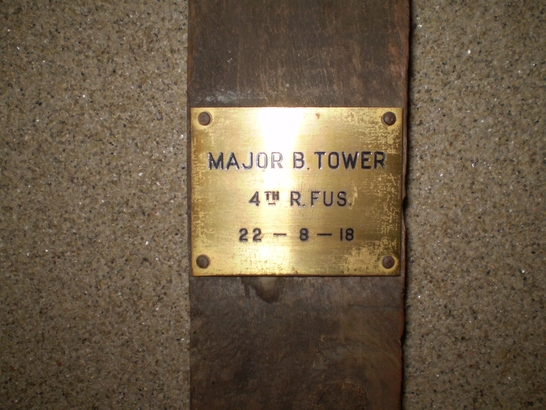 MAJOR B. TOWER
4TH R. FUS.
22 - 8 - 18